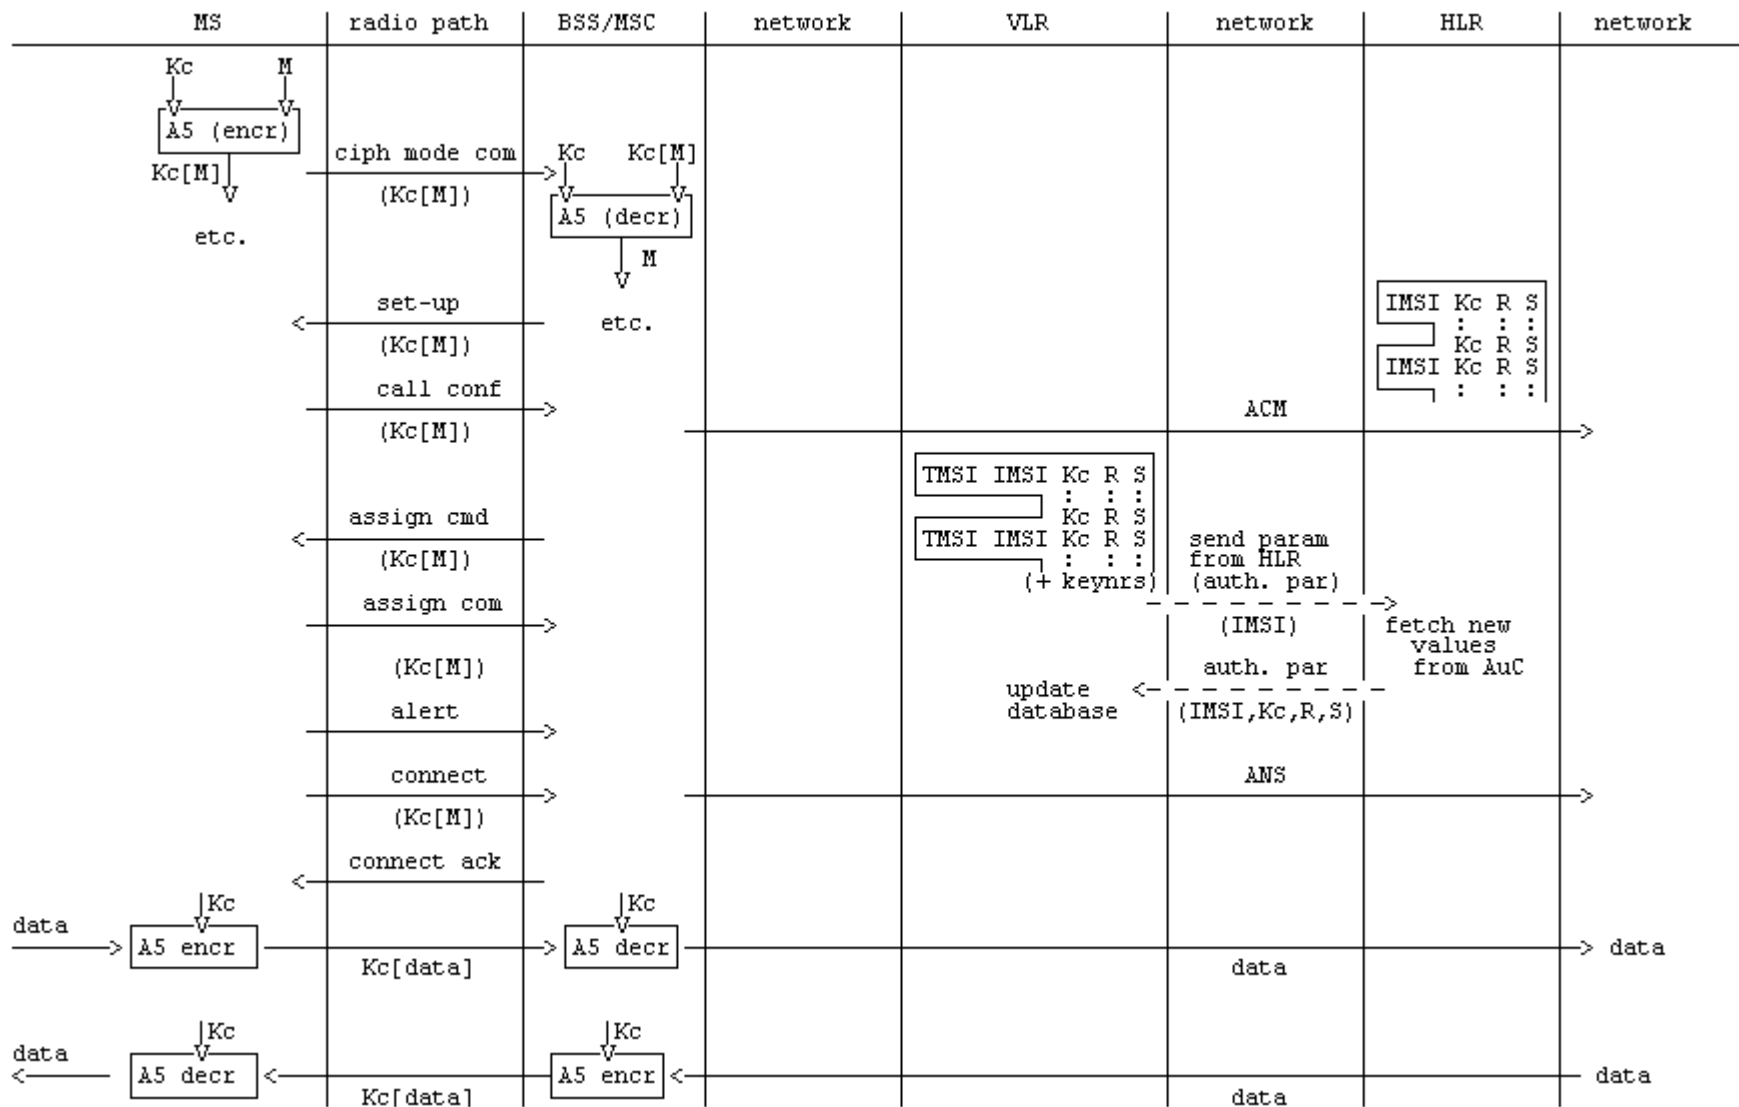 MS radio path BSS/MSC network VLR network HLR network
Kc M
A5 (encr)
ciph mode com Kc Kc[M]
Kc[M]
(Kc[M])
A5 (decr)
etc.
M
set-up IMSI Kc R S
etc. : : :
(Kc[M]) Kc R S
IMSI Kc R S
call conf : : :
ACM
(Kc[M])
TMSI IMSI Kc R S
: : :
assign cmd Kc R S
TMSI IMSI Kc R S send param
(Kc[M]) : : : from HLR
(+ keynrs) (auth. par)
assign com
(IMSI) fetch new
values
(Kc[M]) auth. par from AuC
update
alert database (IMSI,Kc,R,S)
connect ANS
(Kc[M])
connect ack
Kc Kc
data
A5 encr A5 decr data
Kc[data] data
Kc Kc
data
A5 decr A5 encr data
Kc[data] data